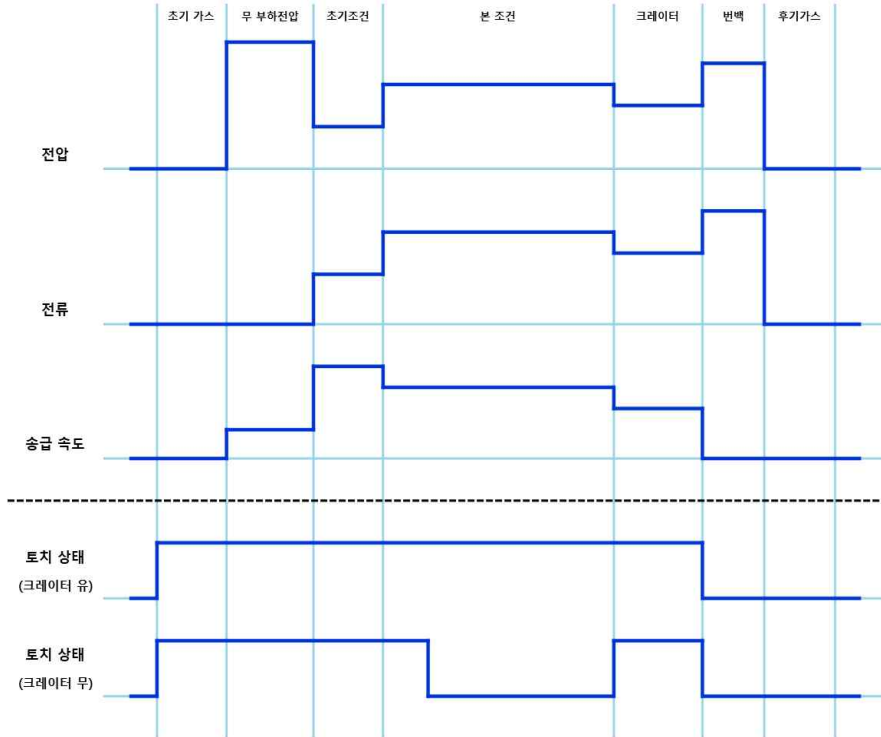 초기 가스
무 부하전압
초기조건
본 조건
크레이터
번백
후기가스
전압
전류
송급 속도
토치 상태
(크레이터 유)
토치 상태
(크레이터 무)